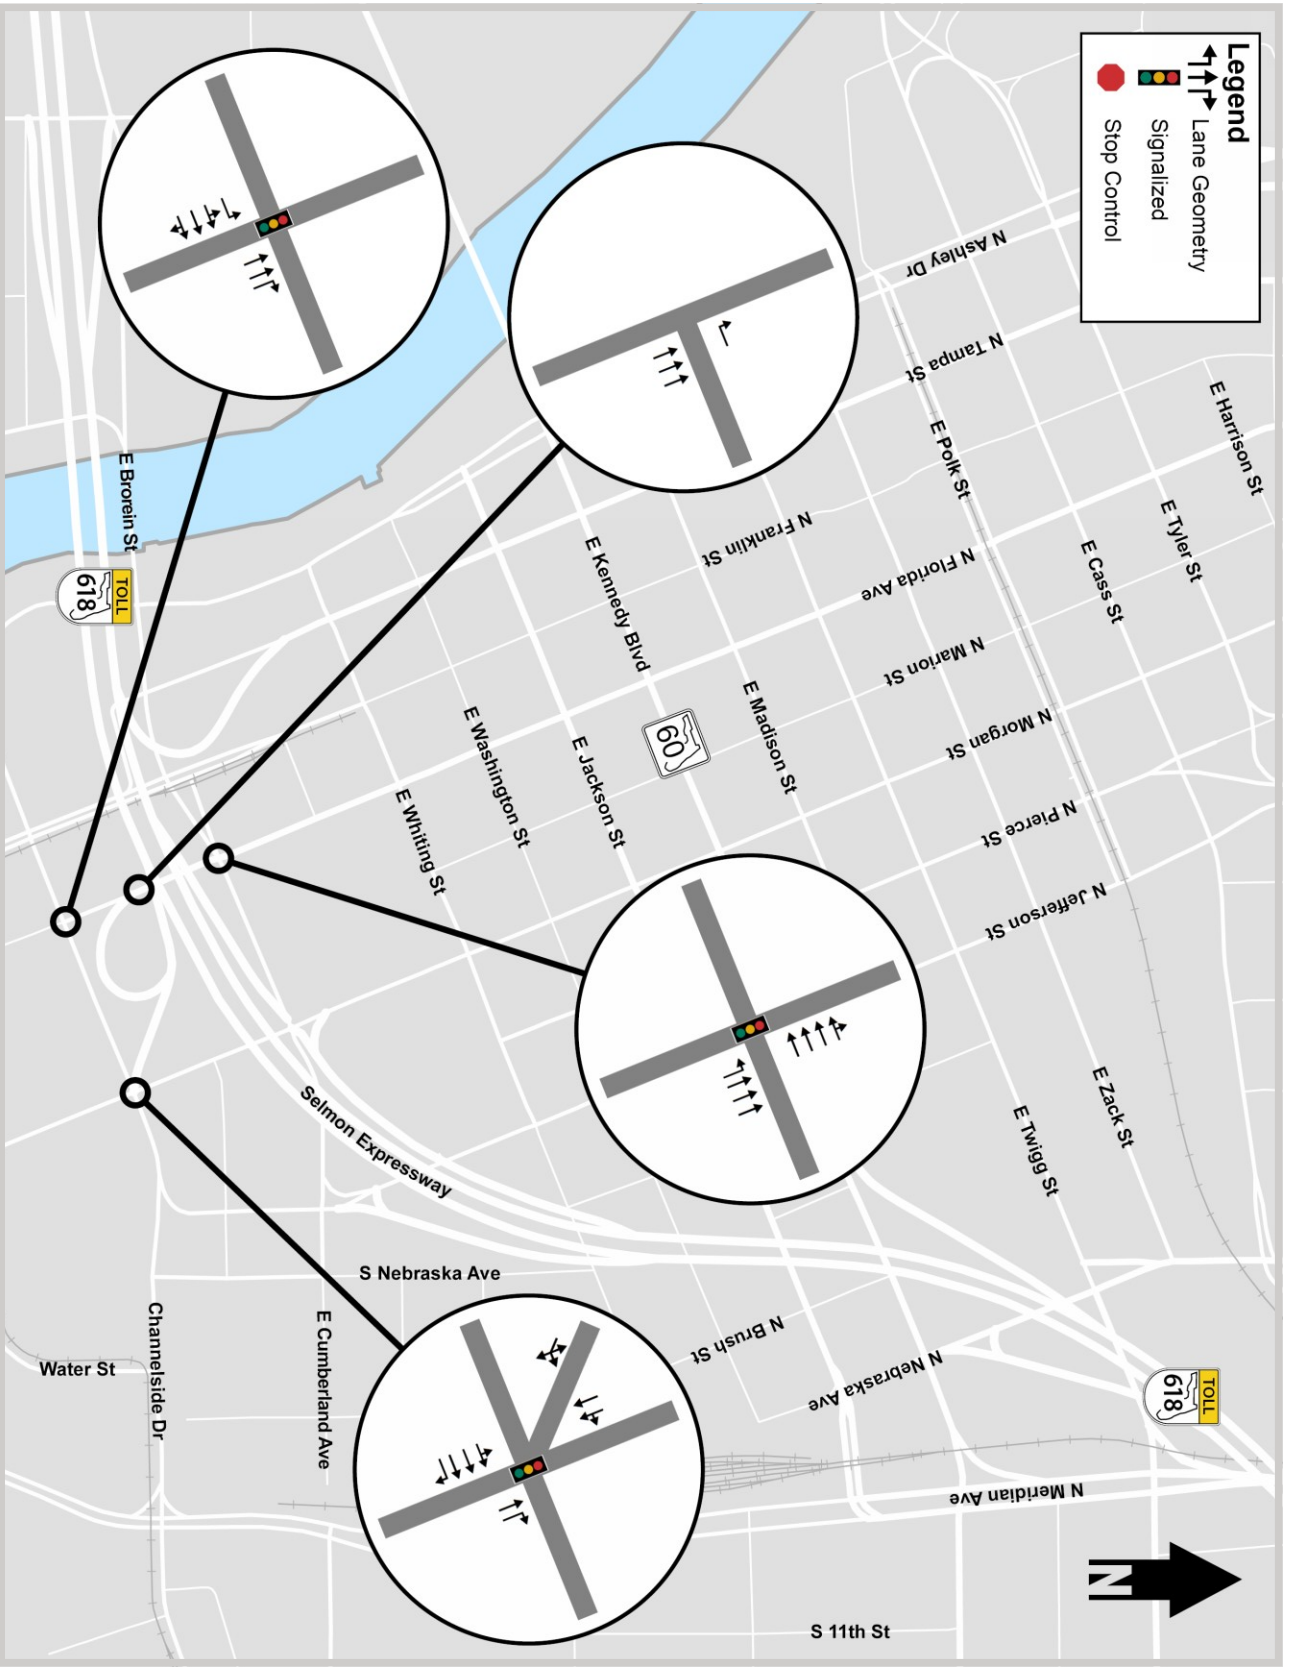 Legend
Lane Geometry
Signalized
Stop Control
N Ashley Dr
N Tampa St
E Harrison St
E Polk St
E Tyler St
E Brorein St
N Franklin St
N Florida Ave
E Cass St
E Kennedy Blvd
TOLL
618
N Marion St
E Madison St
60
N Morgan St
E Washington St
E Jackson St
E Whiting St
N Pierce St
N Jefferson St
E Zack St
E Twigg St
Selmon Expressway
S Nebraska Ave
N Brush St
N Nebraska Ave
TOLL
618
Water St
Channelside Dr
E Cumberland Ave
N Meridian Ave
N
S 11th St